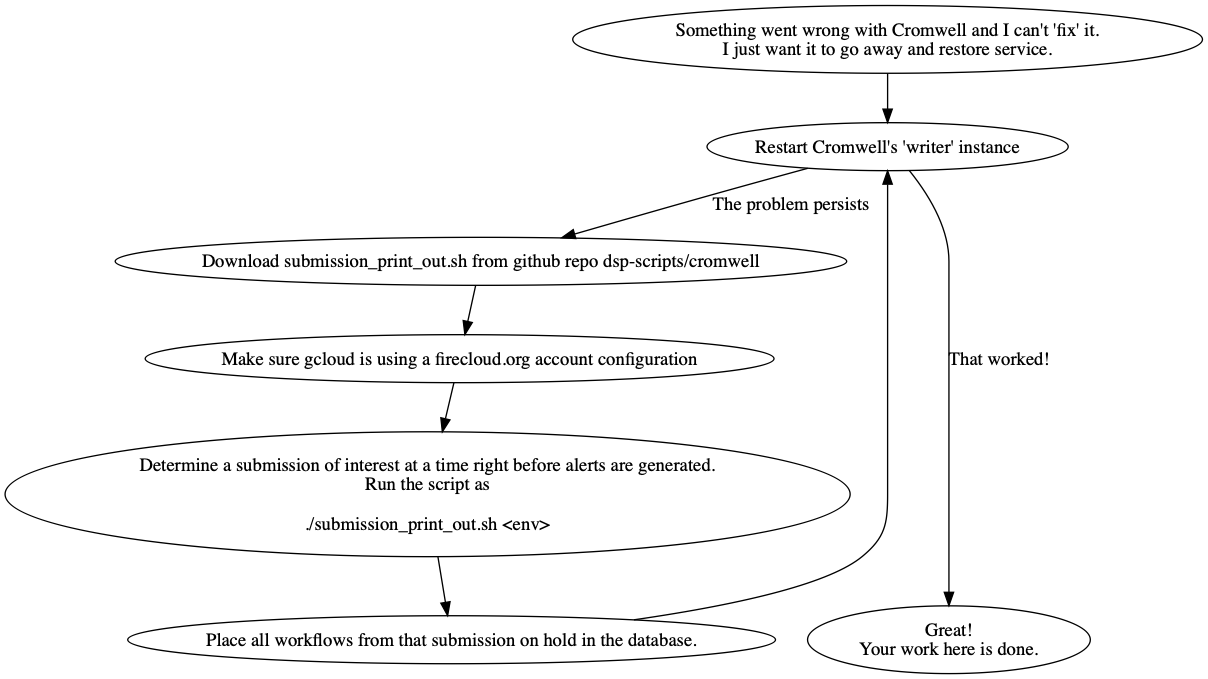 Something went wrong with Cromwell and I can't 'fix' it.
I just want it to go away and restore service.
Restart Cromwell's 'writer' instance
The problem persists
Download submission_print_out.sh from github repo dsp-scripts/cromwell
Make sure gcloud is using a firecloud.org account configuration
That worked!
Determine a submission of interest at a time right before alerts are generated.
Run the script as
./submission_print_out.sh <env>
Place all workflows from that submission on hold in the database.
Great!
Your work here is done.